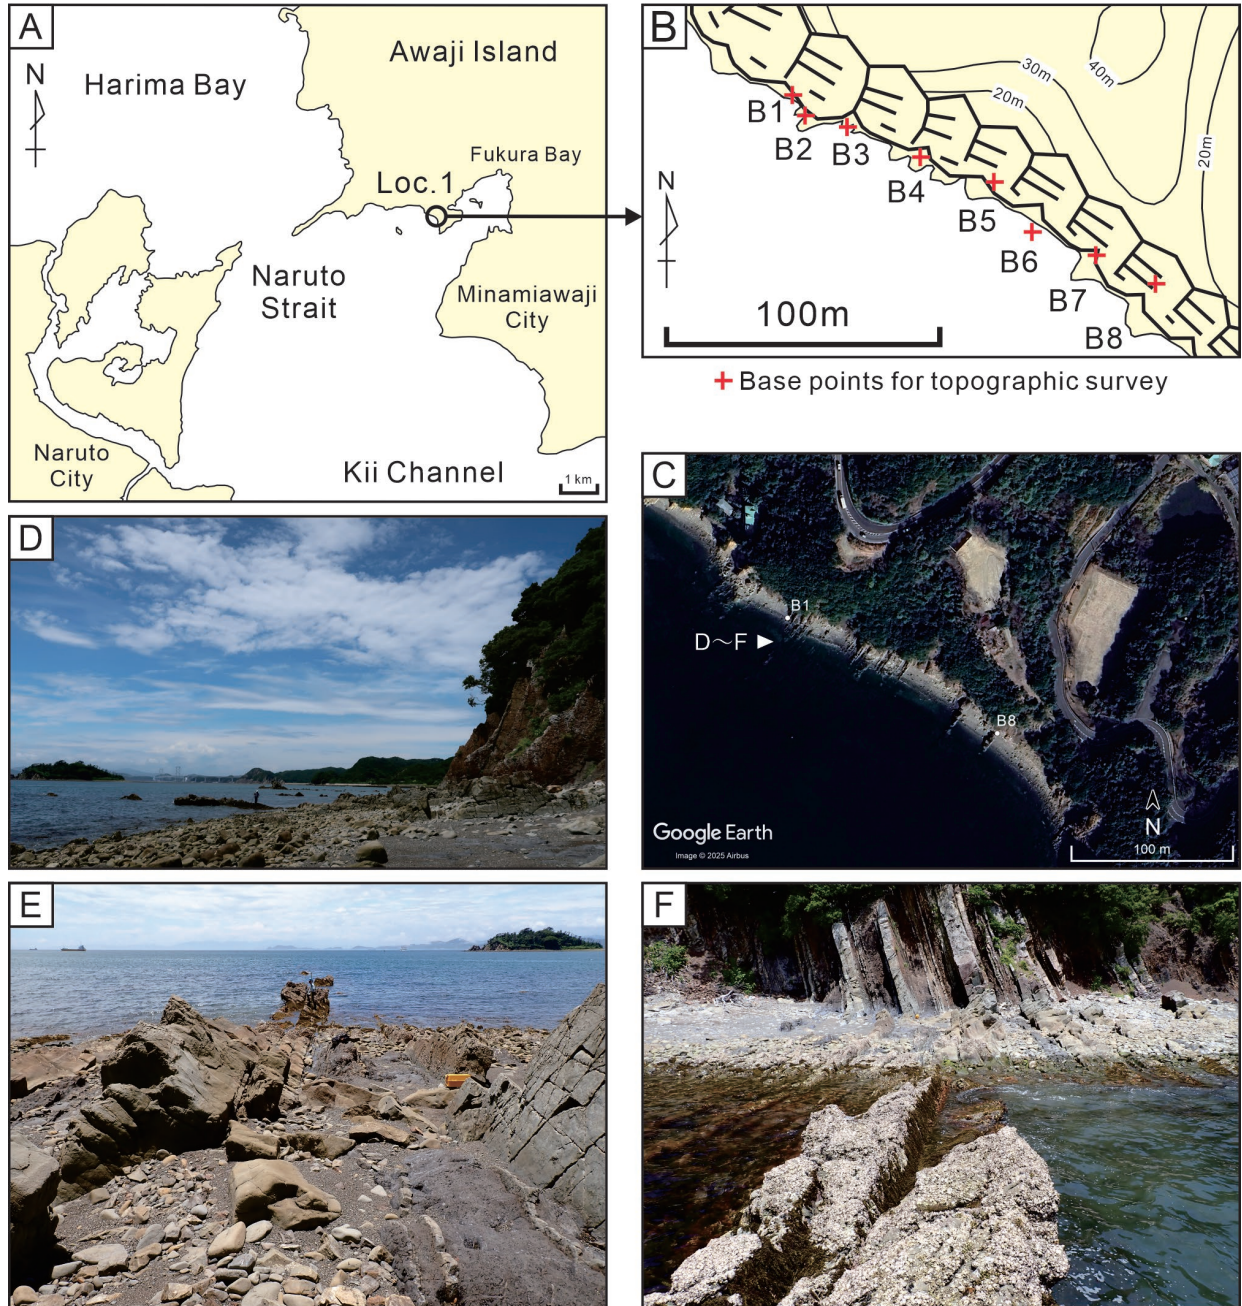 A
N
Harima Bay
Awaji Island
Fukura Bay
Loc.1
Naruto
Strait
Minamiawaji
City
Naruto
City
Kii Channel
1 km
B
30m
40m
20m
20m
B1
B2
B3
B4
B5
B6
B7
B8
N
100m
Base points for topographic survey
C
B1
D～F
B8
N
100 m
Google Earth
Image © 2025 Airbus
D
E
F